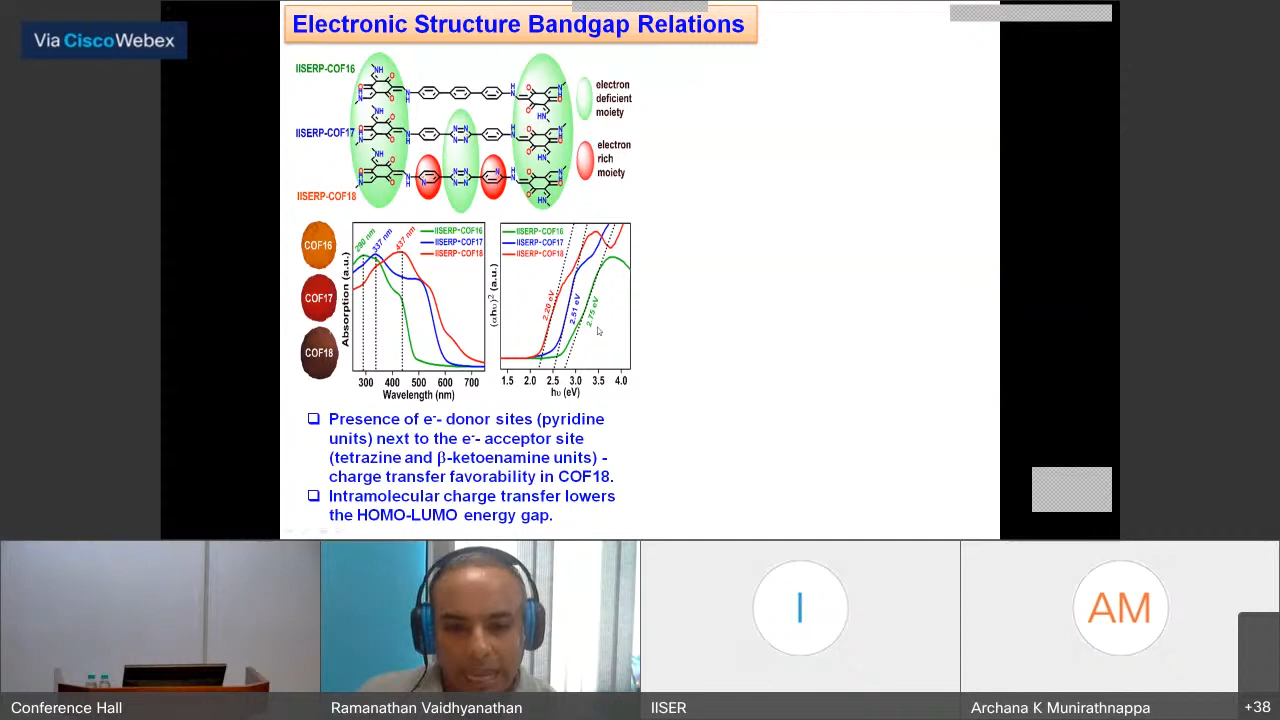 Via Cisco Webex
Electronic Structure Bandgap Relations
IISERP-COF16
IISERP-COF17
IISERP-COF18
electron
deficient
moiety
electron
rich
moiety
COF16
COF17
COF18
290 nm
337 nm
437 nm
IISERP-COF16
IISERP-COF17
IISERP-COF18
Absorption (a.u.)
300 400 500 600 700
Wavelength (nm)
IISERP-COF16
IISERP-COF17
IISERP-COF18
(αhυ)² (a.u.)
2.20 eV
2.51 eV
2.75 eV
1.5 2.0 2.5 3.0 3.5 4.0
hυ (eV)
❑ Presence of e⁻- donor sites (pyridine
units) next to the e⁻- acceptor site
(tetrazine and β-ketoenamine units) -
charge transfer favorability in COF18.
❑ Intramolecular charge transfer lowers
the HOMO-LUMO energy gap.
I
AM
Conference Hall
Ramanathan Vaidhyanathan
IISER
Archana K Munirathnappa
+38